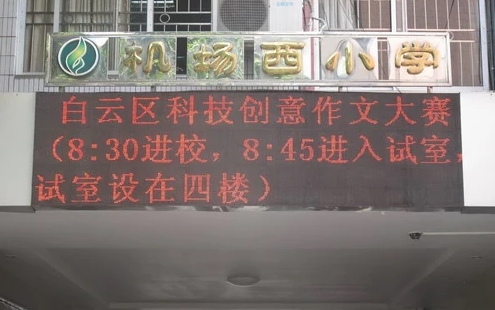 机场西小学
白云区科技创意作文大赛
(8:30进校，8:45进入试室，
试室设在四楼)